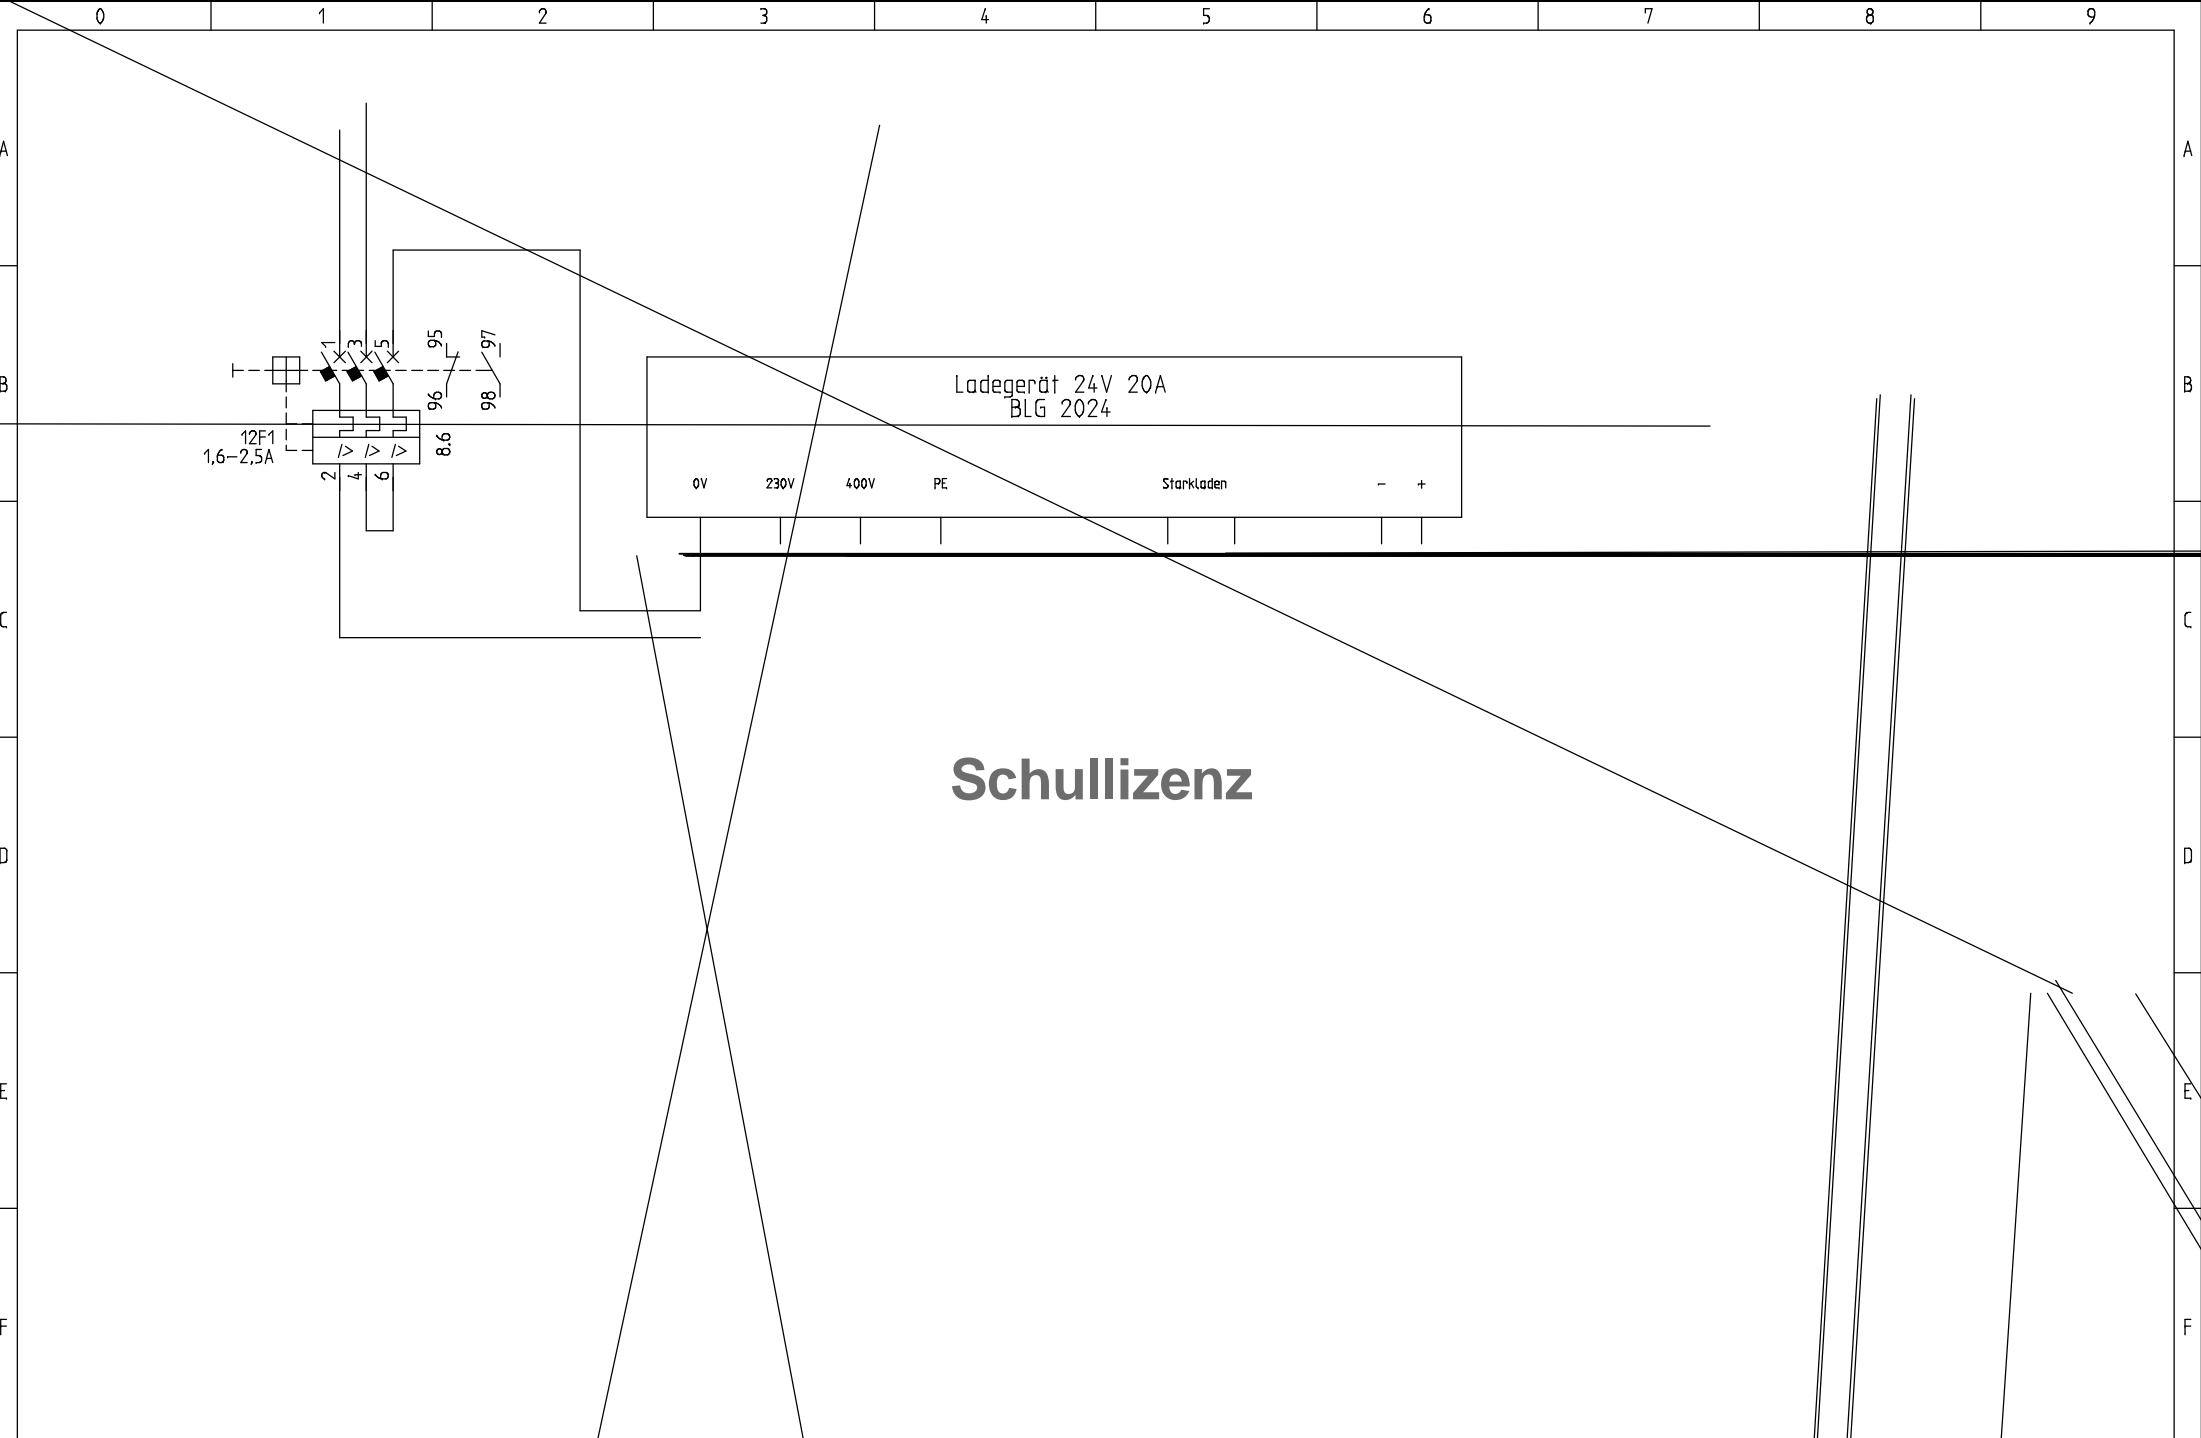 0 1 2 3 4 5 6 7 8 9
A A
95 97
1 3 5
B B
Ladegerät 24V 20A
BLG 2024
96 98
12F1
1,6-2,5A
8.6
/> /> />
2 4 6
0V 230V 400V PE Starkladen - +
C C
Schullizenz
D D
E E
F F